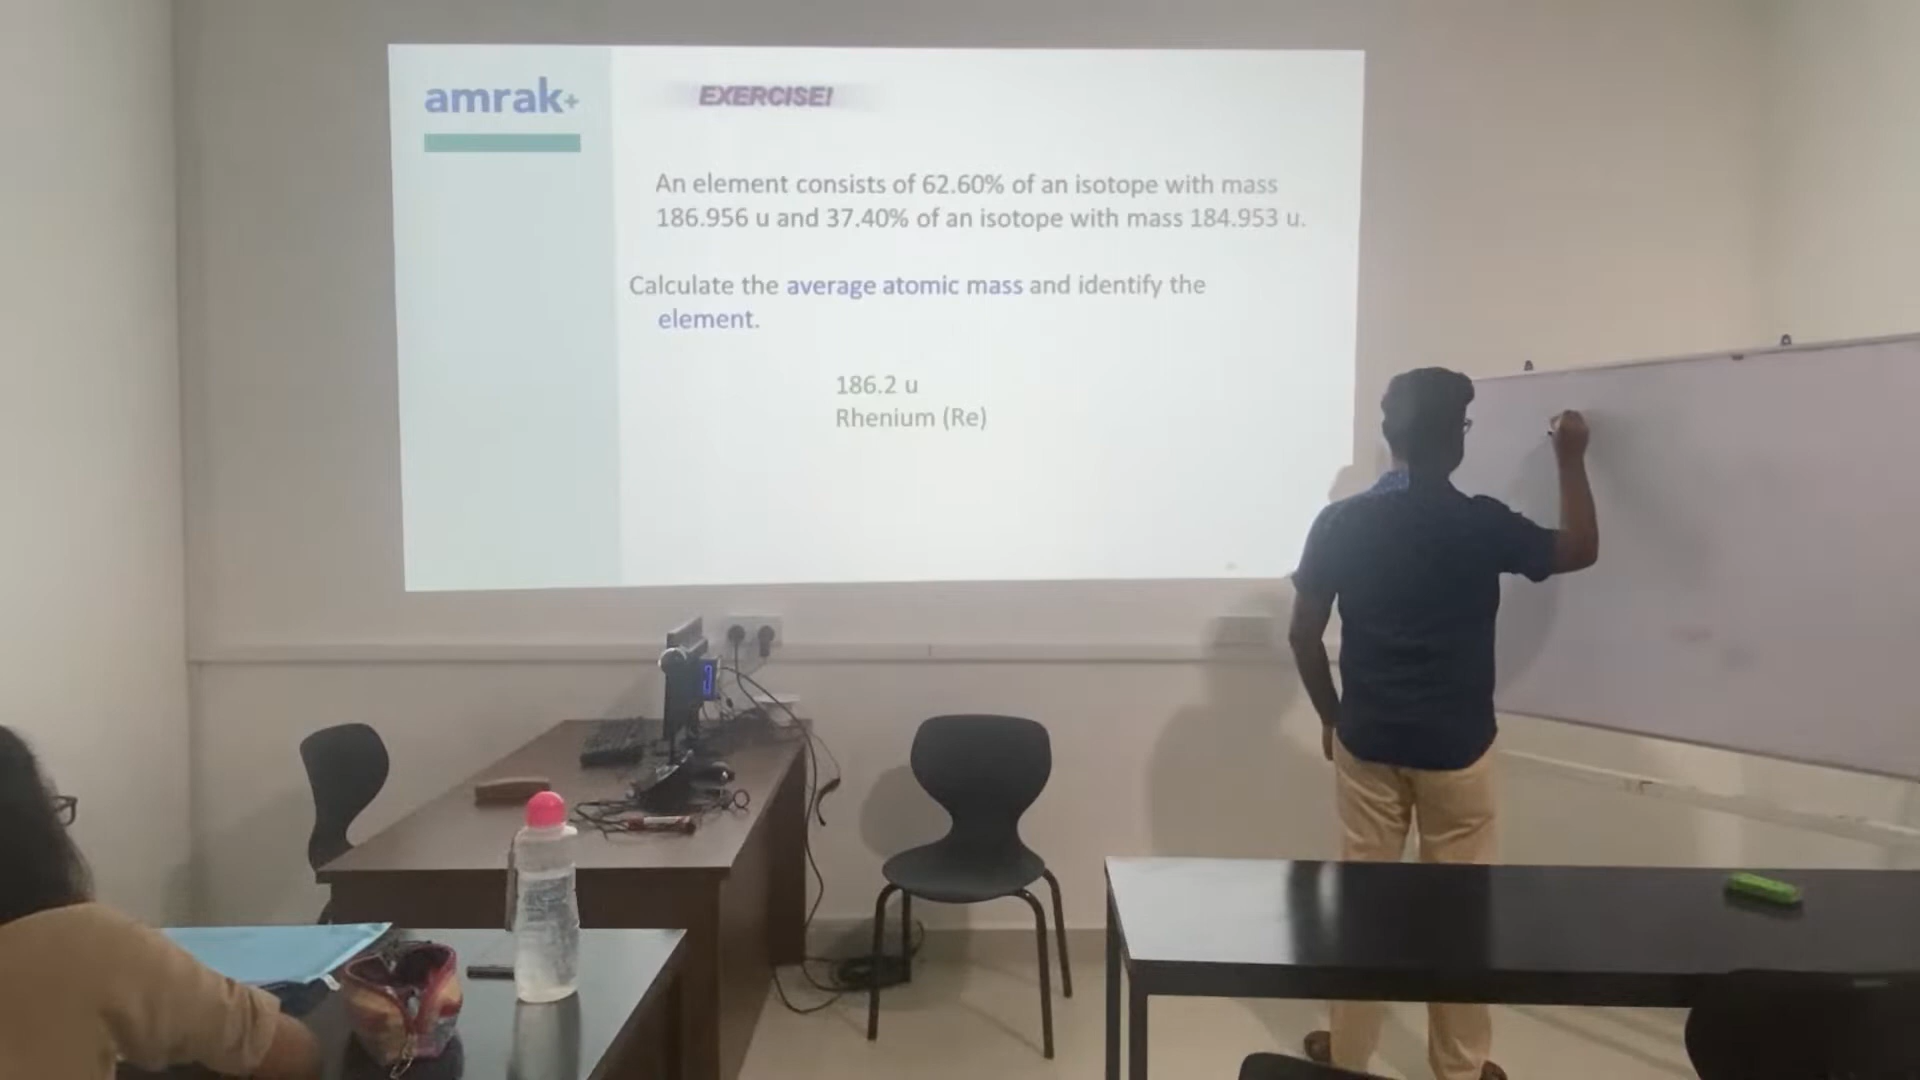 amrak+
EXERCISE!
An element consists of 62.60% of an isotope with mass
186.956 u and 37.40% of an isotope with mass 184.953 u.
Calculate the average atomic mass and identify the
element.
186.2 u
Rhenium (Re)